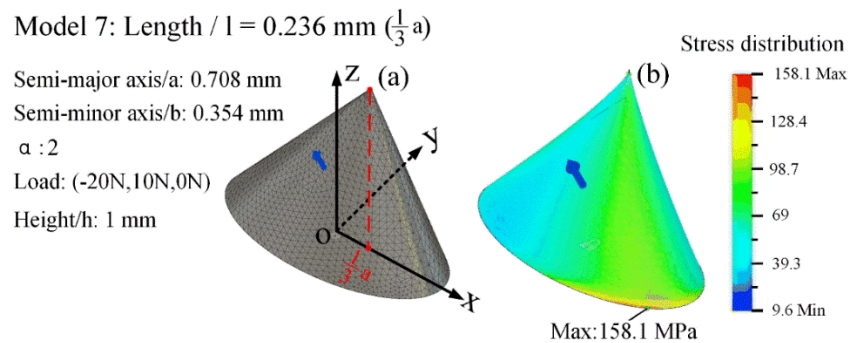 Model 7: Length / l = 0.236 mm (1/3 a)
Semi-major axis/a: 0.708 mm
Semi-minor axis/b: 0.354 mm
α :2
Load: (-20N,10N,0N)
Height/h: 1 mm
(a)
Z
y
O
1/3 a
X
(b)
Stress distribution
158.1 Max
128.4
98.7
69
39.3
9.6 Min
Max:158.1 MPa